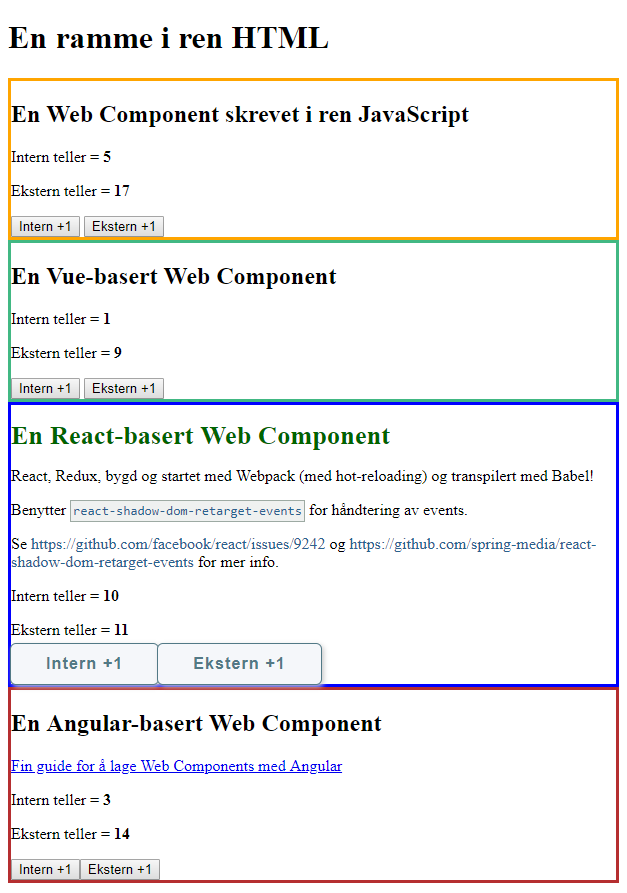 En ramme i ren HTML
En Web Component skrevet i ren JavaScript
Intern teller = 5
Ekstern teller = 17
Intern +1 Ekstern +1
En Vue-basert Web Component
Intern teller = 1
Ekstern teller = 9
Intern +1 Ekstern +1
En React-basert Web Component
React, Redux, bygd og startet med Webpack (med hot-reloading) og transpilert med Babel!
Benytter react-shadow-dom-retarget-events for håndtering av events.
Se https://github.com/facebook/react/issues/9242 og https://github.com/spring-media/react-
shadow-dom-retarget-events for mer info.
Intern teller = 10
Ekstern teller = 11
Intern +1 Ekstern +1
En Angular-basert Web Component
Fin guide for å lage Web Components med Angular
Intern teller = 3
Ekstern teller = 14
Intern +1 Ekstern +1